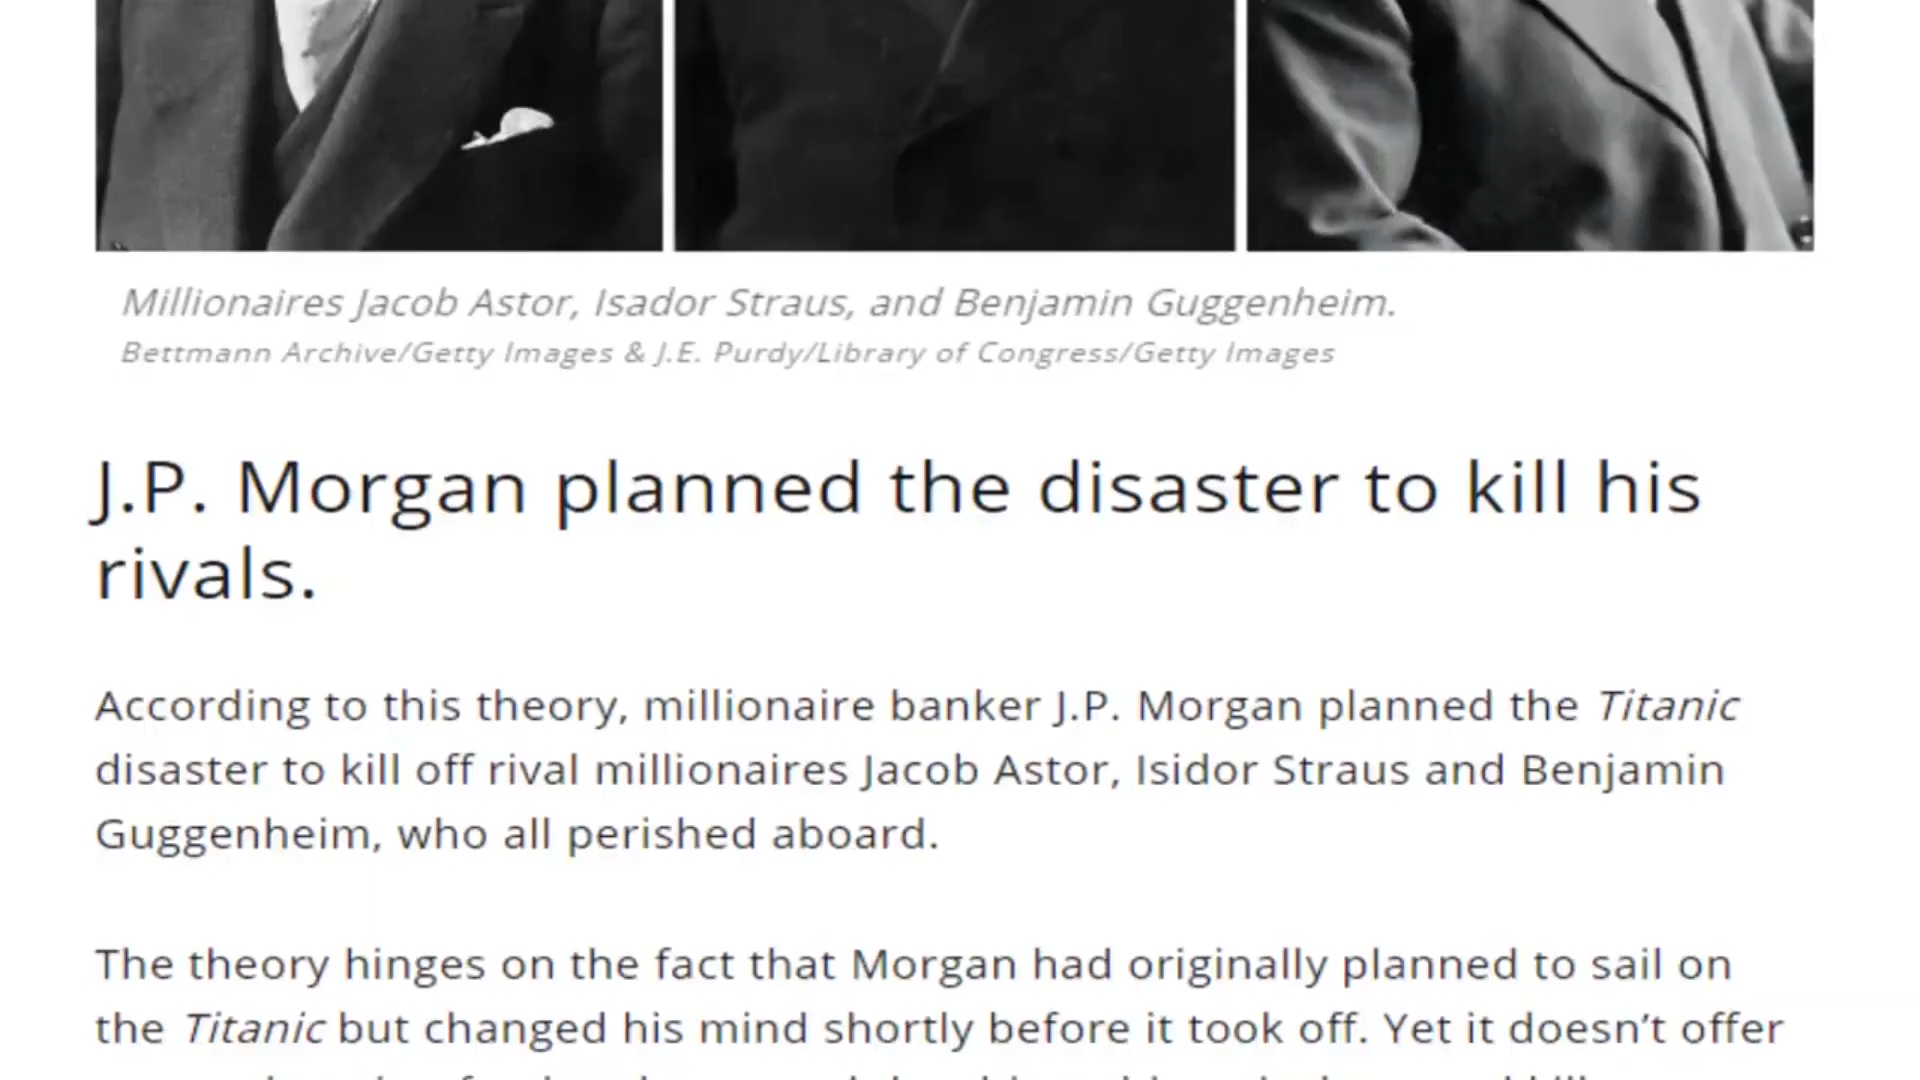 Millionaires Jacob Astor, Isador Straus, and Benjamin Guggenheim.
Bettmann Archive/Getty Images & J.E. Purdy/Library of Congress/Getty Images
J.P. Morgan planned the disaster to kill his
rivals.
According to this theory, millionaire banker J.P. Morgan planned the Titanic
disaster to kill off rival millionaires Jacob Astor, Isidor Straus and Benjamin
Guggenheim, who all perished aboard.
The theory hinges on the fact that Morgan had originally planned to sail on
the Titanic but changed his mind shortly before it took off. Yet it doesn’t offer